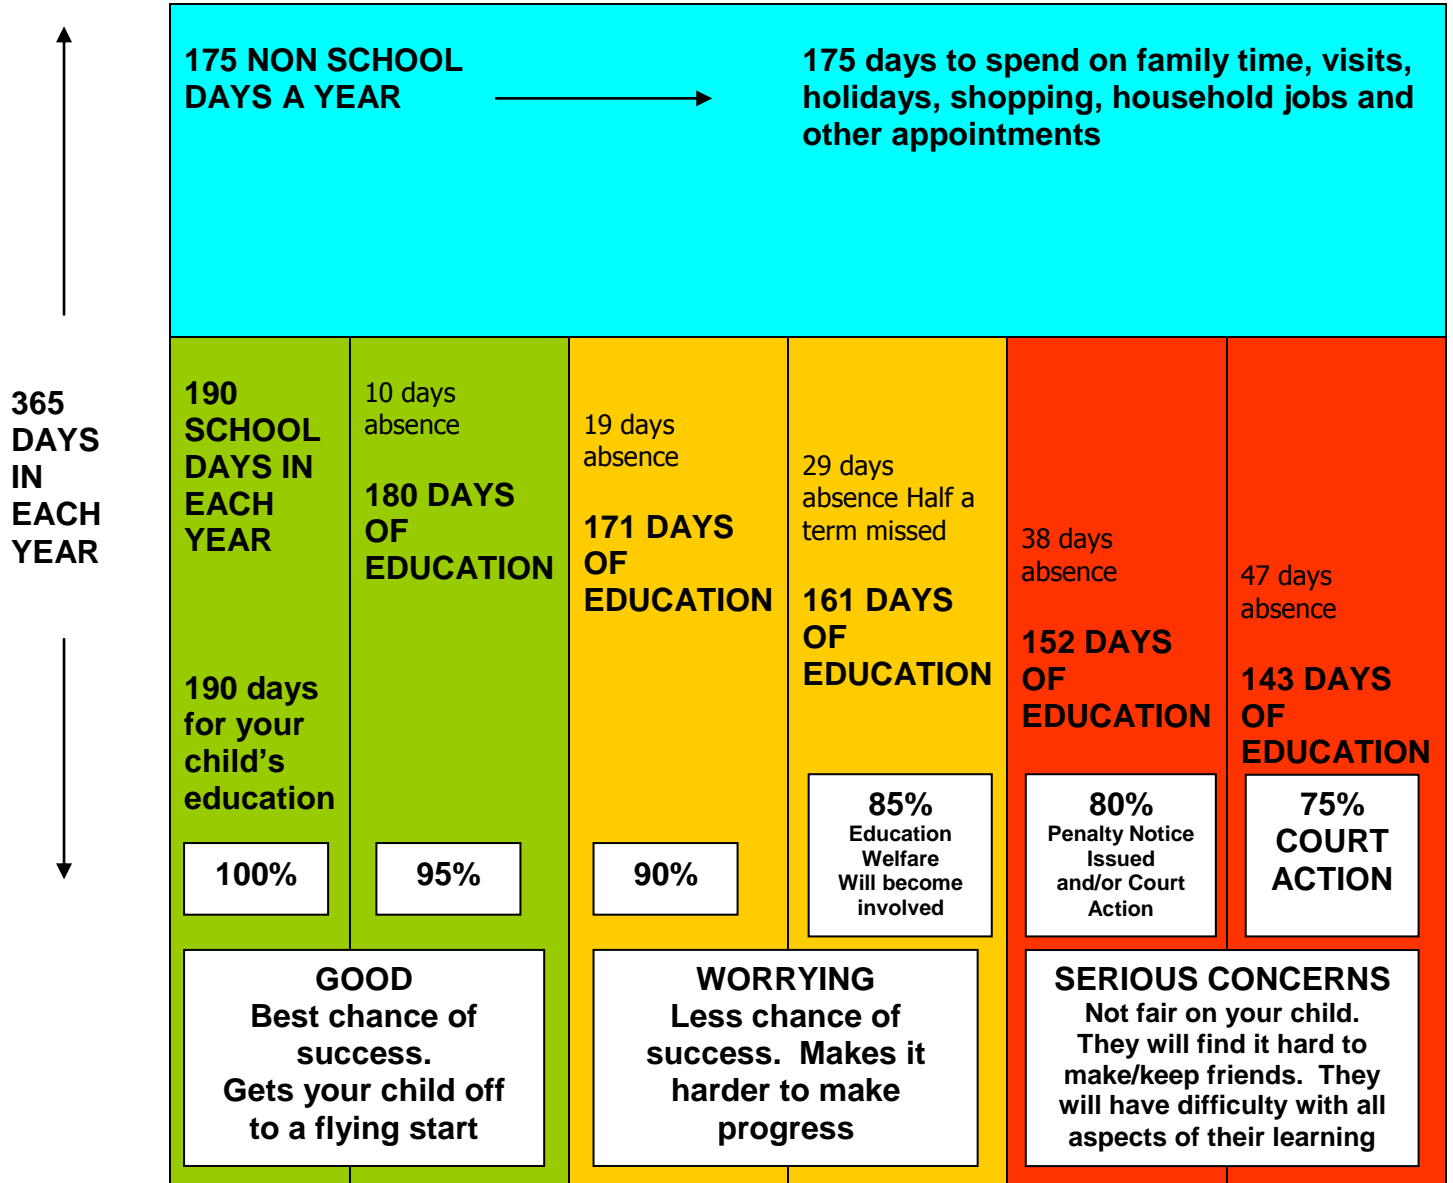 175 NON SCHOOL
DAYS A YEAR
175 days to spend on family time, visits,
holidays, shopping, household jobs and
other appointments
365
DAYS
IN
EACH
YEAR
190
SCHOOL
DAYS IN
EACH
YEAR
190 days
for your
child’s
education
100%
10 days
absence
180 DAYS
OF
EDUCATION
95%
19 days
absence
171 DAYS
OF
EDUCATION
90%
29 days
absence Half a
term missed
161 DAYS
OF
EDUCATION
85%
Education
Welfare
Will become
involved
38 days
absence
152 DAYS
OF
EDUCATION
80%
Penalty Notice
Issued
and/or Court
Action
47 days
absence
143 DAYS
OF
EDUCATION
75%
COURT
ACTION
GOOD
Best chance of
success.
Gets your child off
to a flying start
WORRYING
Less chance of
success.  Makes it
harder to make
progress
SERIOUS CONCERNS
Not fair on your child.
They will find it hard to
make/keep friends.  They
will have difficulty with all
aspects of their learning